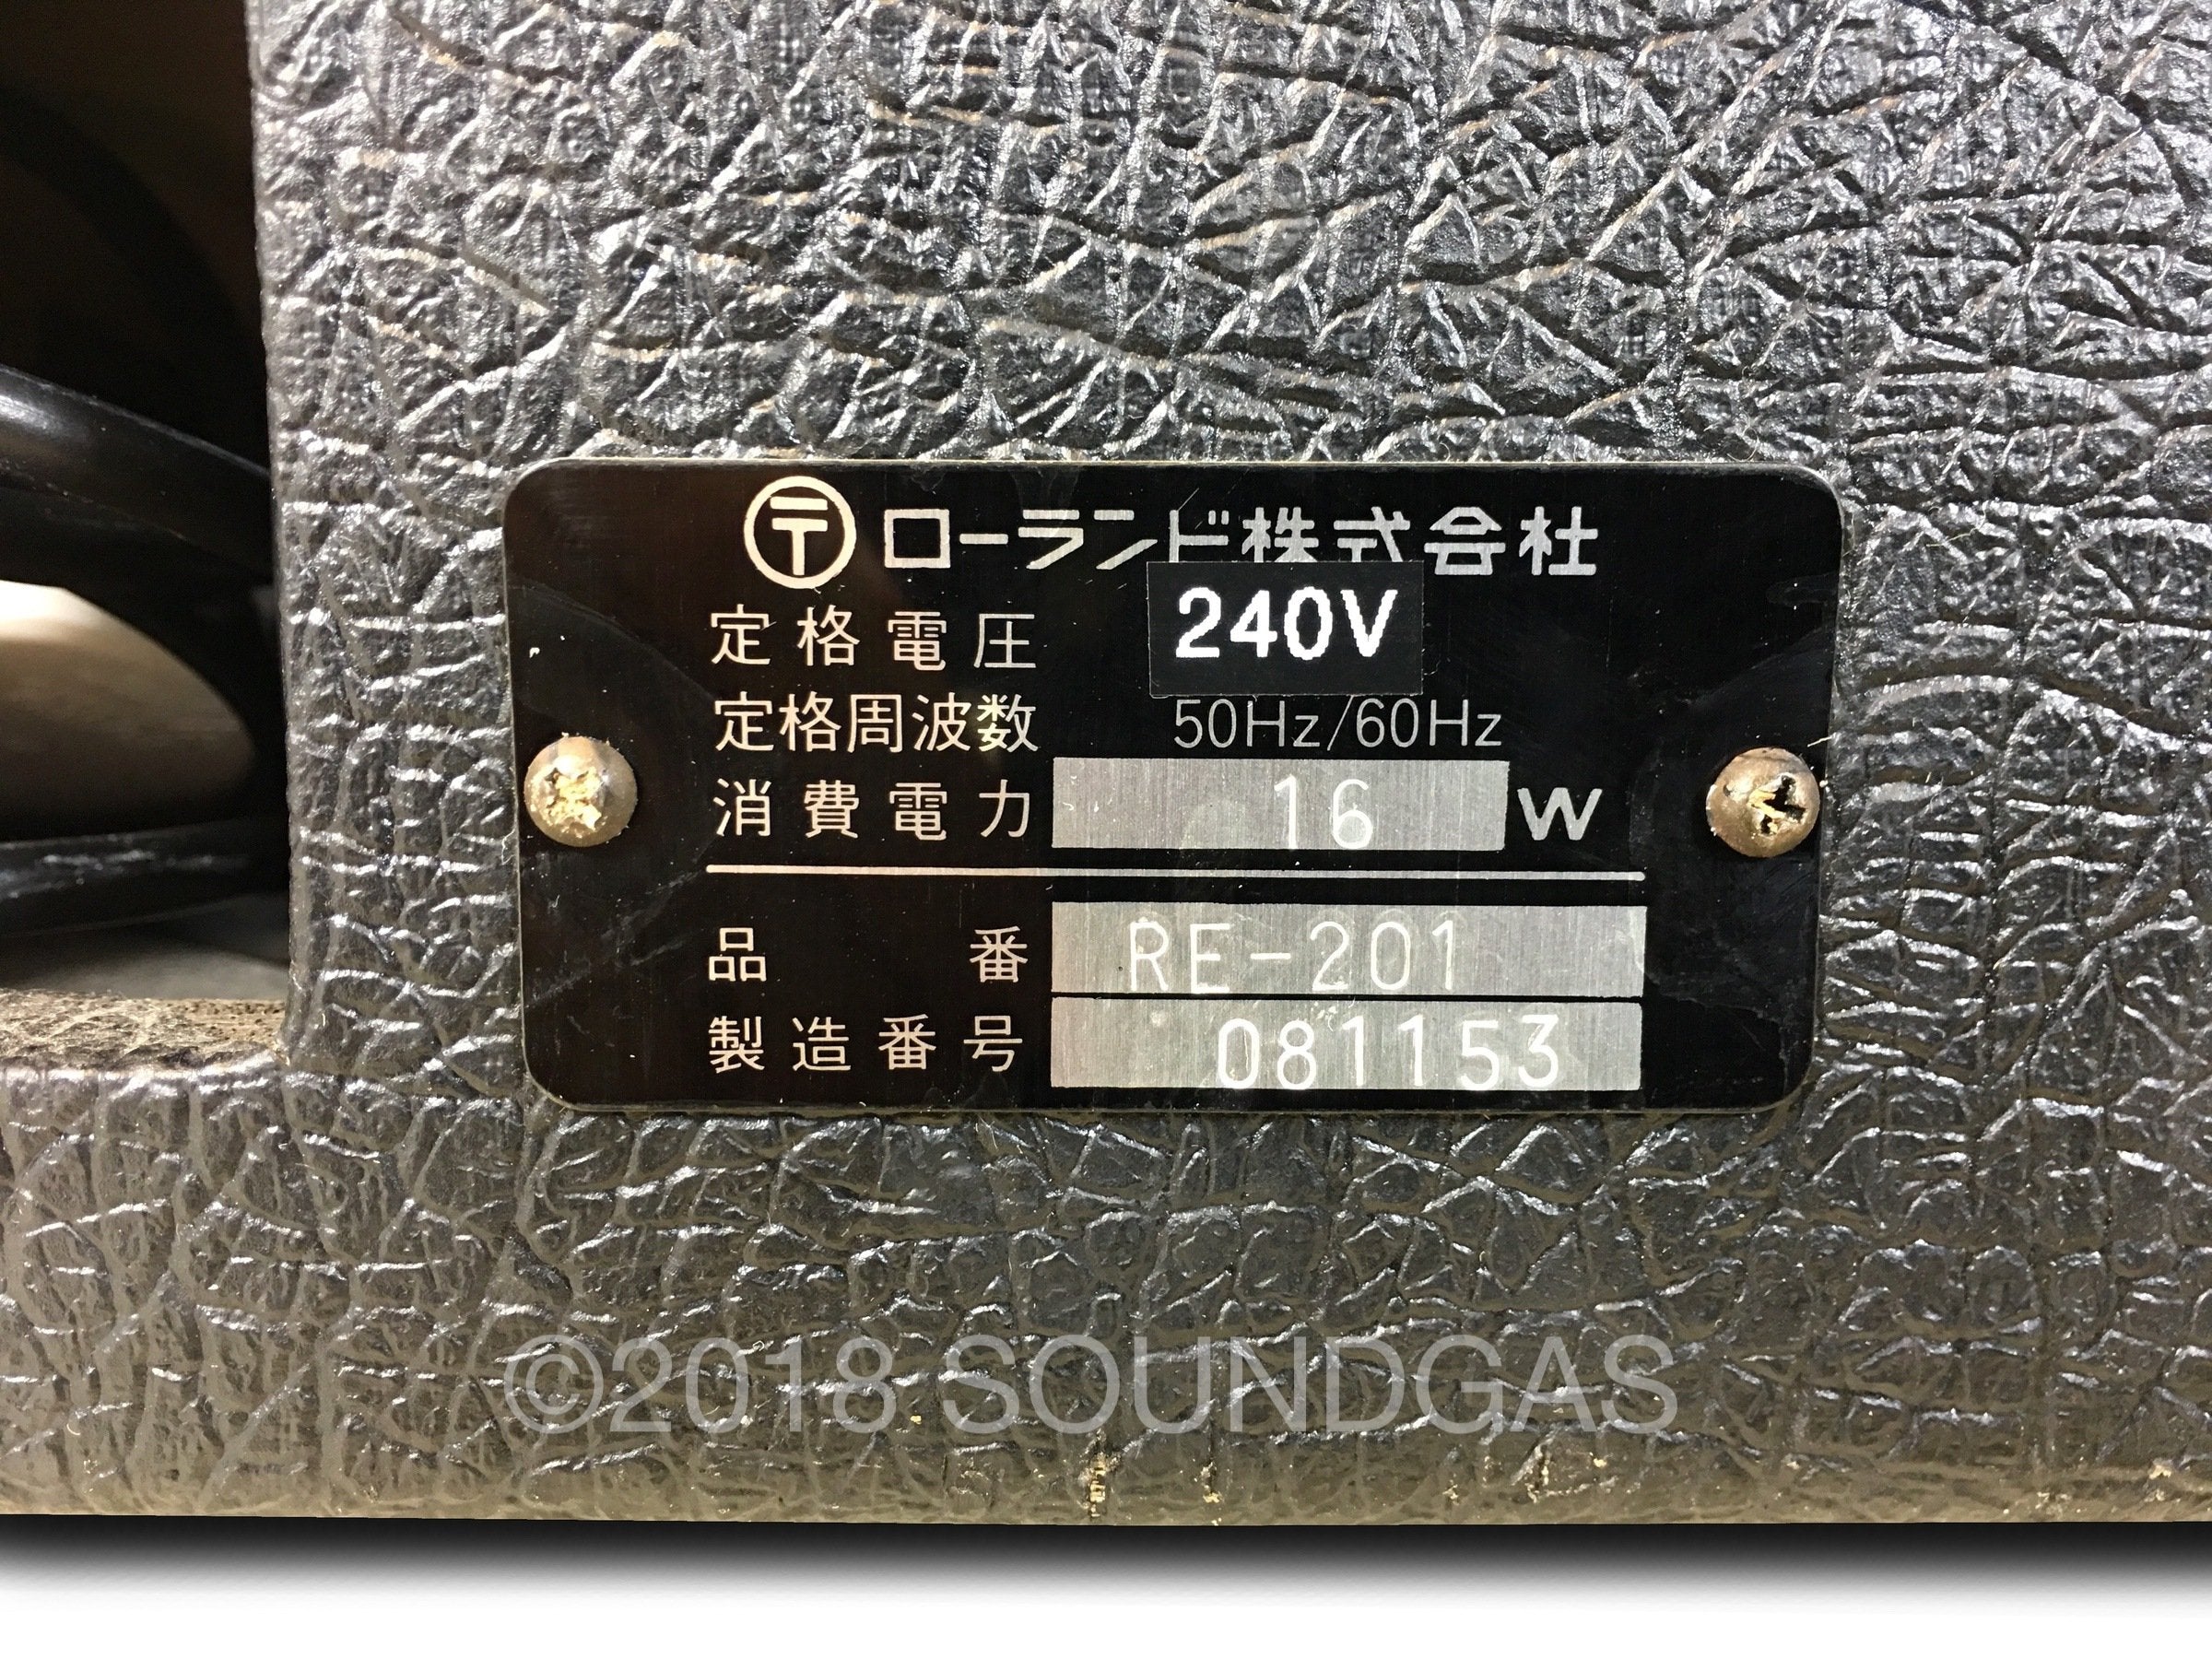 〒 ローランド株式会社
定格電圧 240V
定格周波数 50Hz/60Hz
消費電力 16 W
品番 RE-201
製造番号 081153
©2018 SOUNDGAS